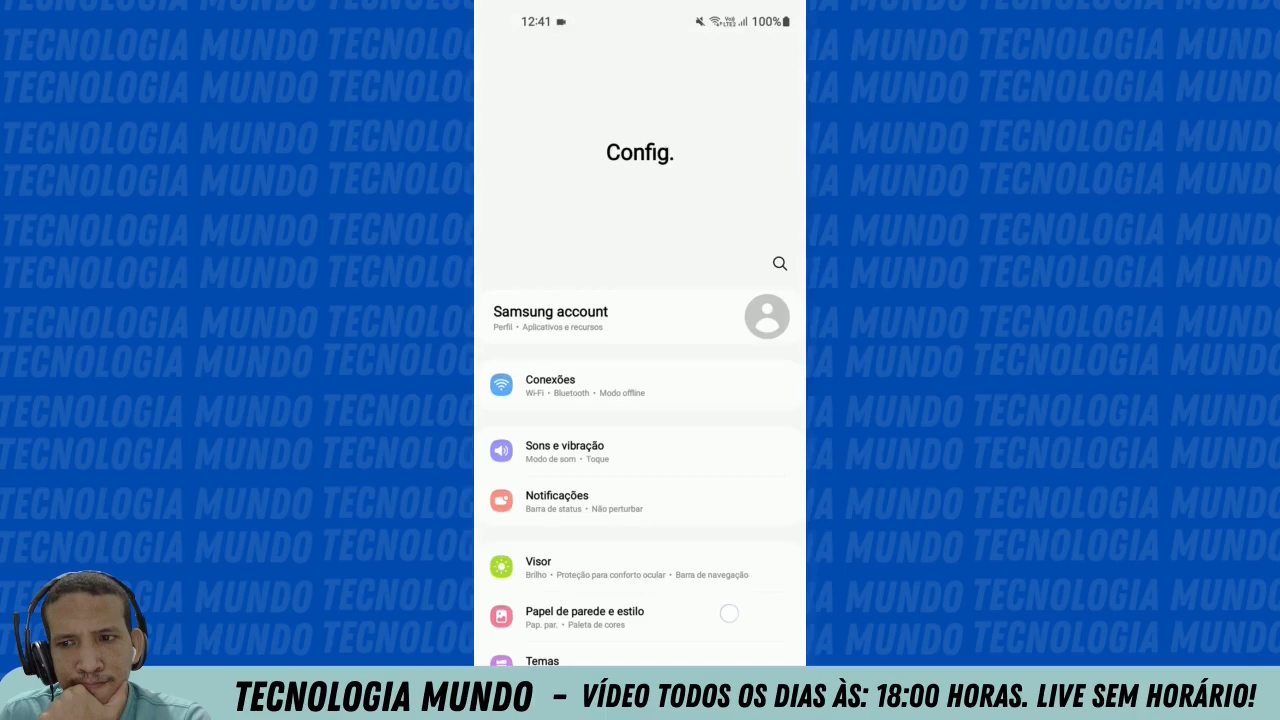 12:41
100%
Config.
Samsung account
Perfil • Aplicativos e recursos
Conexões
Wi-Fi • Bluetooth • Modo offline
Sons e vibração
Modo de som • Toque
Notificações
Barra de status • Não perturbar
Visor
Brilho • Proteção para conforto ocular • Barra de navegação
Papel de parede e estilo
Pap. par. • Paleta de cores
Temas
TECNOLOGIA MUNDO – VÍDEO TODOS OS DIAS ÀS: 18:00 HORAS. LIVE SEM HORÁRIO!
TECNOLOGIA MUNDO